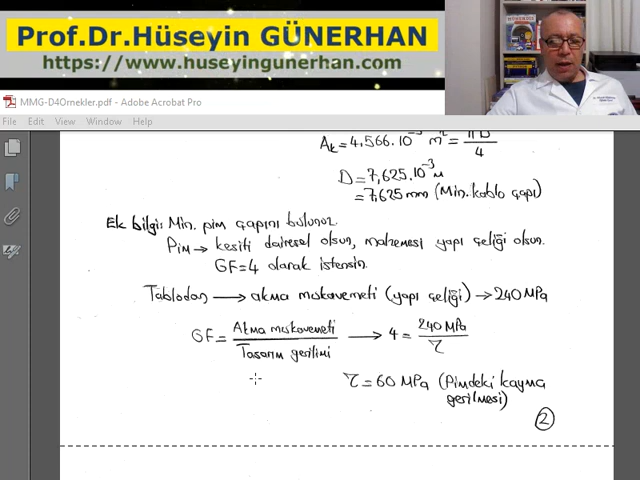 Prof.Dr.Hüseyin GÜNERHAN
https://www.huseyingunerhan.com
MMG-D4Ornekler.pdf - Adobe Acrobat Pro
File Edit View Window Help
Ak = 4,566.10⁻⁵ m² = πD²/4
D = 7,625.10⁻³ m
= 7,625 mm (Min. kablo çapı)
Ek bilgi: Min. pim çapını bulunuz.
Pim → kesiti dairesel olsun, malzemesi yapı çeliği olsun.
GF=4 olarak istensin.
Tablodan → akma mukavemeti (yapı çeliği) → 240 MPa
GF = Akma mukavemeti / Tasarım gerilimi → 4 = 240 MPa / τ
τ = 60 MPa (Pimdeki kayma
gerilmesi)
2